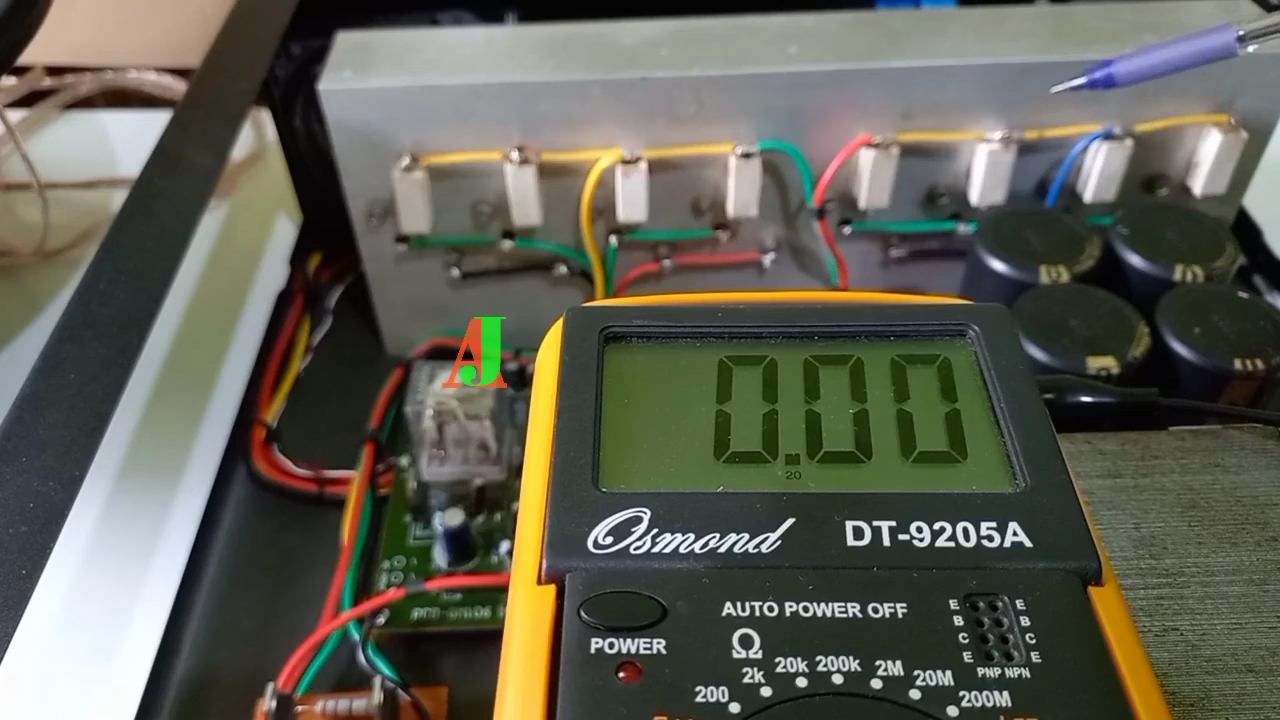 AJ
0.00
20
Osmond DT-9205A
AUTO POWER OFF
POWER
Ω
200 2k 20k 200k 2M 20M 200M
E E
B B
C C
E E
PNP NPN